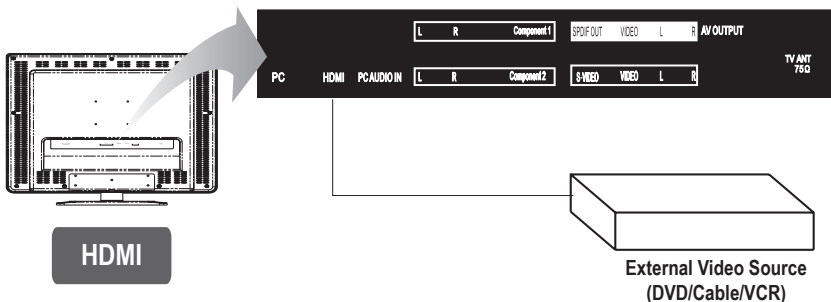 L R Component 1 SPDIF OUT VIDEO L R AV OUTPUT
TV ANT
75Ω
PC HDMI PC AUDIO IN L R Component 2 S-VIDEO VIDEO L R
HDMI
External Video Source
(DVD/Cable/VCR)